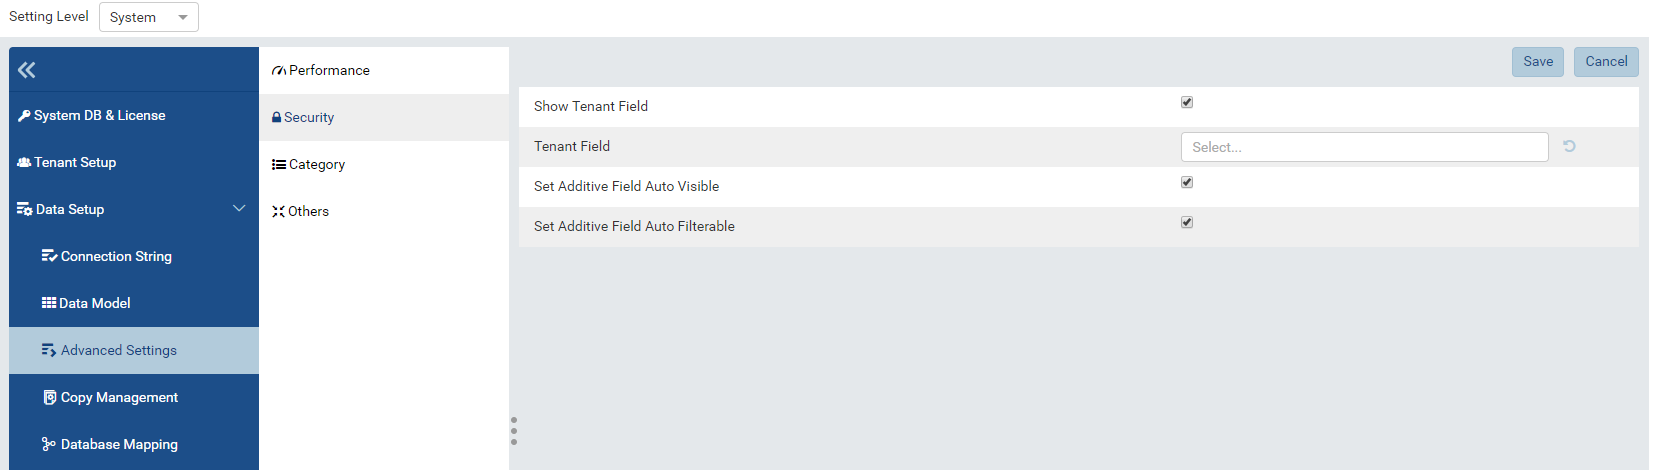 Setting Level System
Save Cancel
System DB & License
Tenant Setup
Data Setup
Connection String
Data Model
Advanced Settings
Copy Management
Database Mapping
Performance
Security
Category
Others
Show Tenant Field
Tenant Field Select...
Set Additive Field Auto Visible
Set Additive Field Auto Filterable